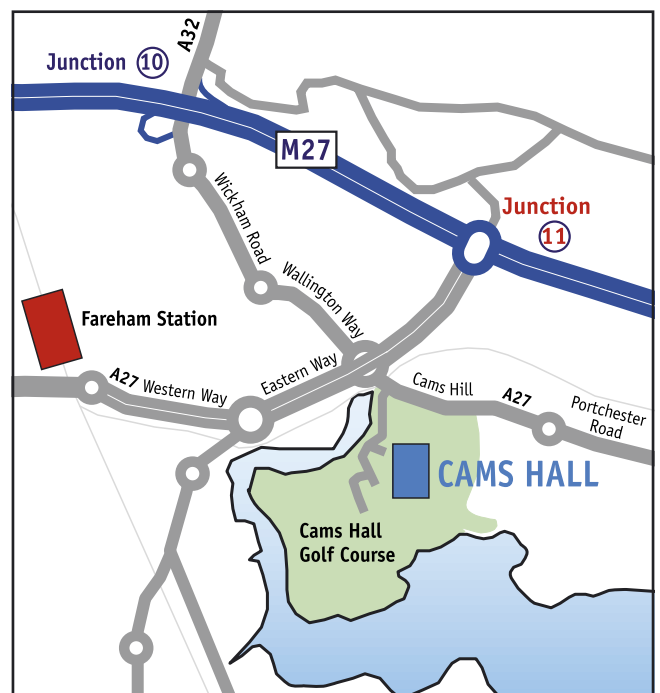 A32
Junction 10
M27
Wickham Road
Junction
11
Wallington Way
Fareham Station
Eastern Way
A27 Western Way
Cams Hill
A27
Portchester
Road
CAMS HALL
Cams Hall
Golf Course